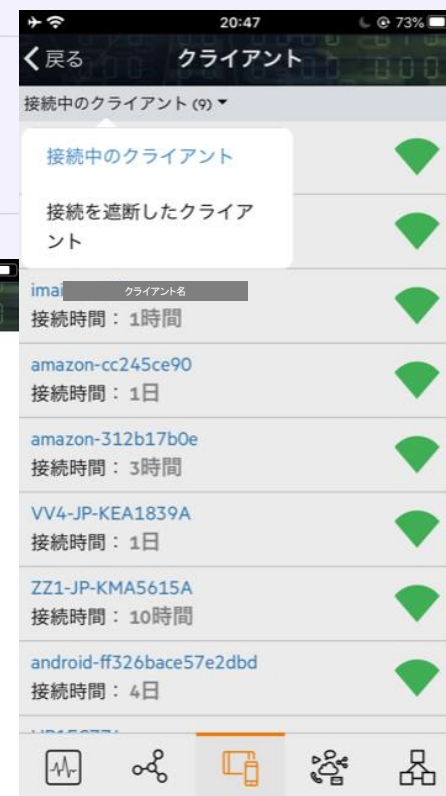 20:47
73%
戻る
クライアント
接続中のクライアント (9)
接続中のクライアント
接続を遮断したクライア
ント
imai
クライアント名
接続時間： 1時間
amazon-cc245ce90
接続時間： 1日
amazon-312b17b0e
接続時間： 3時間
VV4-JP-KEA1839A
接続時間： 1日
ZZ1-JP-KMA5615A
接続時間： 10時間
android-ff326bace57e2dbd
接続時間： 4日